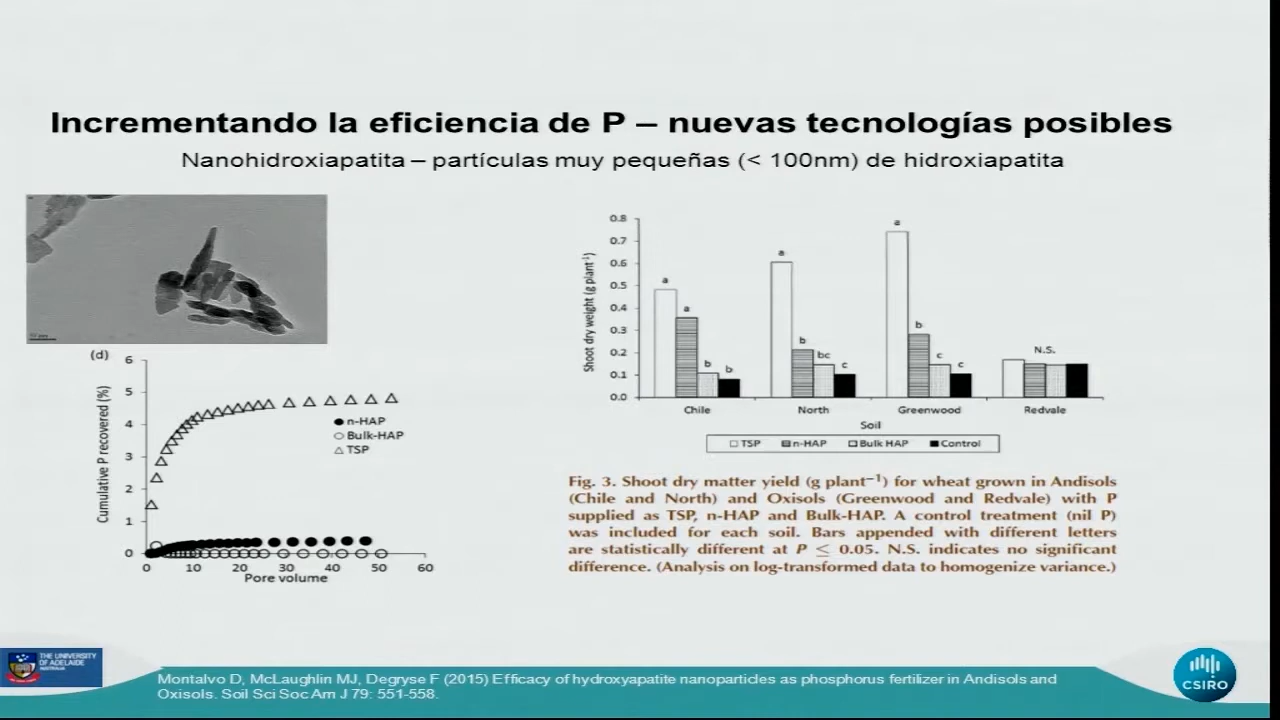 Incrementando la eficiencia de P – nuevas tecnologías posibles
Nanohidroxiapatita – partículas muy pequeñas (< 100nm) de hidroxiapatita
(d)
Cumulative P recovered (%)
6
5
4
3
2
1
0
n-HAP
Bulk-HAP
TSP
0 10 20 30 40 50 60
Pore volume
Shoot dry weight (g plant⁻¹)
0.8
0.7
0.6
0.5
0.4
0.3
0.2
0.1
0.0
a a b b
a b bc c
a b c c
N.S.
Chile North Greenwood Redvale
Soil
TSP n-HAP Bulk HAP Control
Fig. 3. Shoot dry matter yield (g plant⁻¹) for wheat grown in Andisols
(Chile and North) and Oxisols (Greenwood and Redvale) with P
supplied as TSP, n-HAP and Bulk-HAP. A control treatment (nil P)
was included for each soil. Bars appended with different letters
are statistically different at P ≤ 0.05. N.S. indicates no significant
difference. (Analysis on log-transformed data to homogenize variance.)
THE UNIVERSITY
OF ADELAIDE
AUSTRALIA
Montalvo D, McLaughlin MJ, Degryse F (2015) Efficacy of hydroxyapatite nanoparticles as phosphorus fertilizer in Andisols and
Oxisols. Soil Sci Soc Am J 79: 551-558.
CSIRO